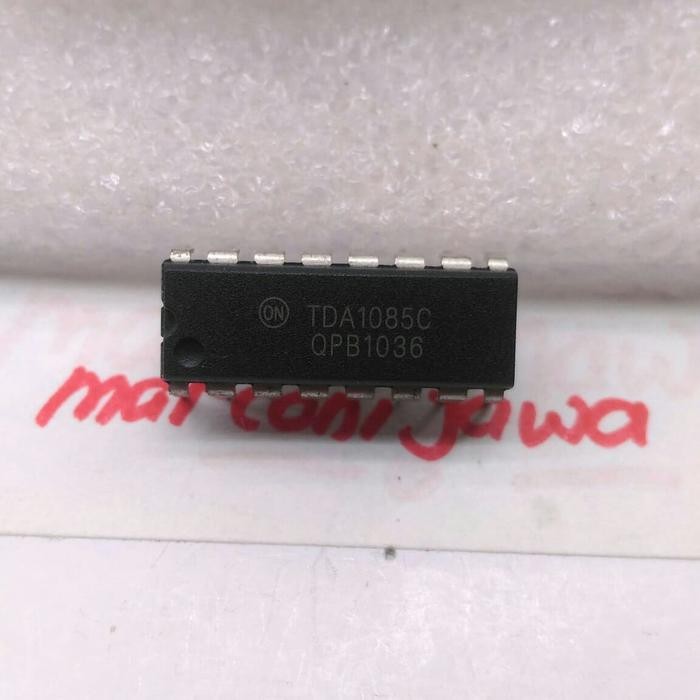 ON TDA1085C
QPB1036
marconi jawa